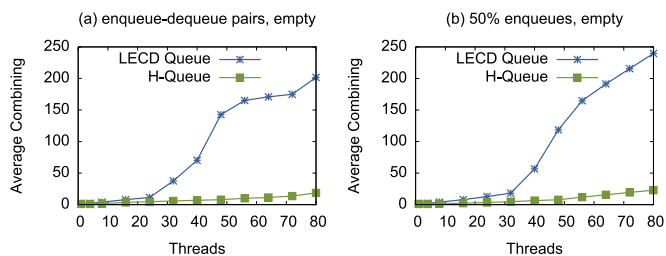 (a) enqueue-dequeue pairs, empty
LECD Queue
H-Queue
Average Combining
250
200
150
100
50
0
0 10 20 30 40 50 60 70 80
Threads
(b) 50% enqueues, empty
LECD Queue
H-Queue
Average Combining
250
200
150
100
50
0
0 10 20 30 40 50 60 70 80
Threads